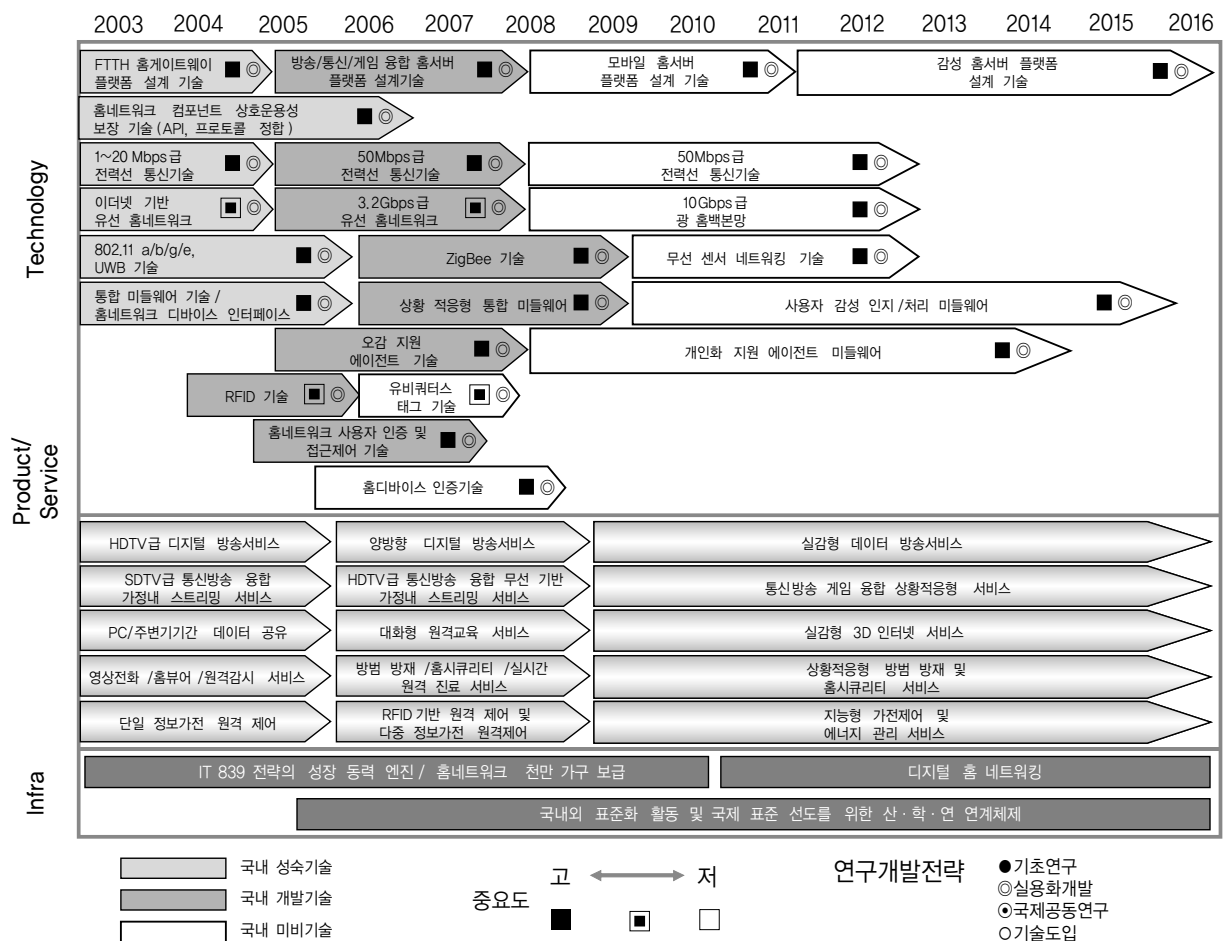 2003 2004 2005 2006 2007 2008 2009 2010 2011 2012 2013 2014 2015 2016
Technology
FTTH 홈게이트웨이
플랫폼 설계 기술
방송/통신/게임 융합 홈서버
플랫폼 설계기술
모바일 홈서버
플랫폼 설계 기술
감성 홈서버 플랫폼
설계 기술
홈네트워크 컴포넌트 상호운용성
보장 기술(API, 프로토콜 정합)
1~20 Mbps급
전력선 통신기술
50Mbps급
전력선 통신기술
50Mbps급
전력선 통신기술
이더넷 기반
유선 홈네트워크
3.2Gbps급
유선 홈네트워크
10Gbps급
광 홈백본망
802.11 a/b/g/e,
UWB 기술
ZigBee 기술
무선 센서 네트워킹 기술
통합 미들웨어 기술/
홈네트워크 디바이스 인터페이스
상황 적응형 통합 미들웨어
사용자 감성 인지/처리 미들웨어
오감 지원
에이전트 기술
개인화 지원 에이전트 미들웨어
RFID 기술
유비쿼터스
태그 기술
홈네트워크 사용자 인증 및
접근제어 기술
홈디바이스 인증기술
Product/
Service
HDTV급 디지털 방송서비스
양방향 디지털 방송서비스
실감형 데이터 방송서비스
SDTV급 통신방송 융합
가정내 스트리밍 서비스
HDTV급 통신방송 융합 무선 기반
가정내 스트리밍 서비스
통신방송 게임 융합 상황적응형 서비스
PC/주변기기간 데이터 공유
대화형 원격교육 서비스
실감형 3D 인터넷 서비스
영상전화/홈뷰어/원격감시 서비스
방범 방재/홈시큐리티/실시간
원격 진료 서비스
상황적응형 방범 방재 및
홈시큐리티 서비스
단일 정보가전 원격 제어
RFID기반 원격 제어 및
다중 정보가전 원격제어
지능형 가전제어 및
에너지 관리 서비스
Infra
IT 839 전략의 성장 동력 엔진/ 홈네트워크 천만 가구 보급
디지털 홈 네트워킹
국내외 표준화 활동 및 국제 표준 선도를 위한 산·학·연 연계체제
국내 성숙기술
국내 개발기술
국내 미비기술
중요도
고
저
연구개발전략
●기초연구
◎실용화개발
⊙국제공동연구
○기술도입